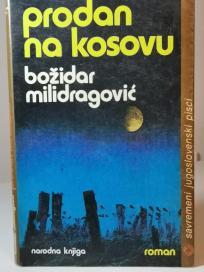 prodan
na kosovu
božidar
milidragović
savremeni jugoslovenski pisci
narodna knjiga
roman